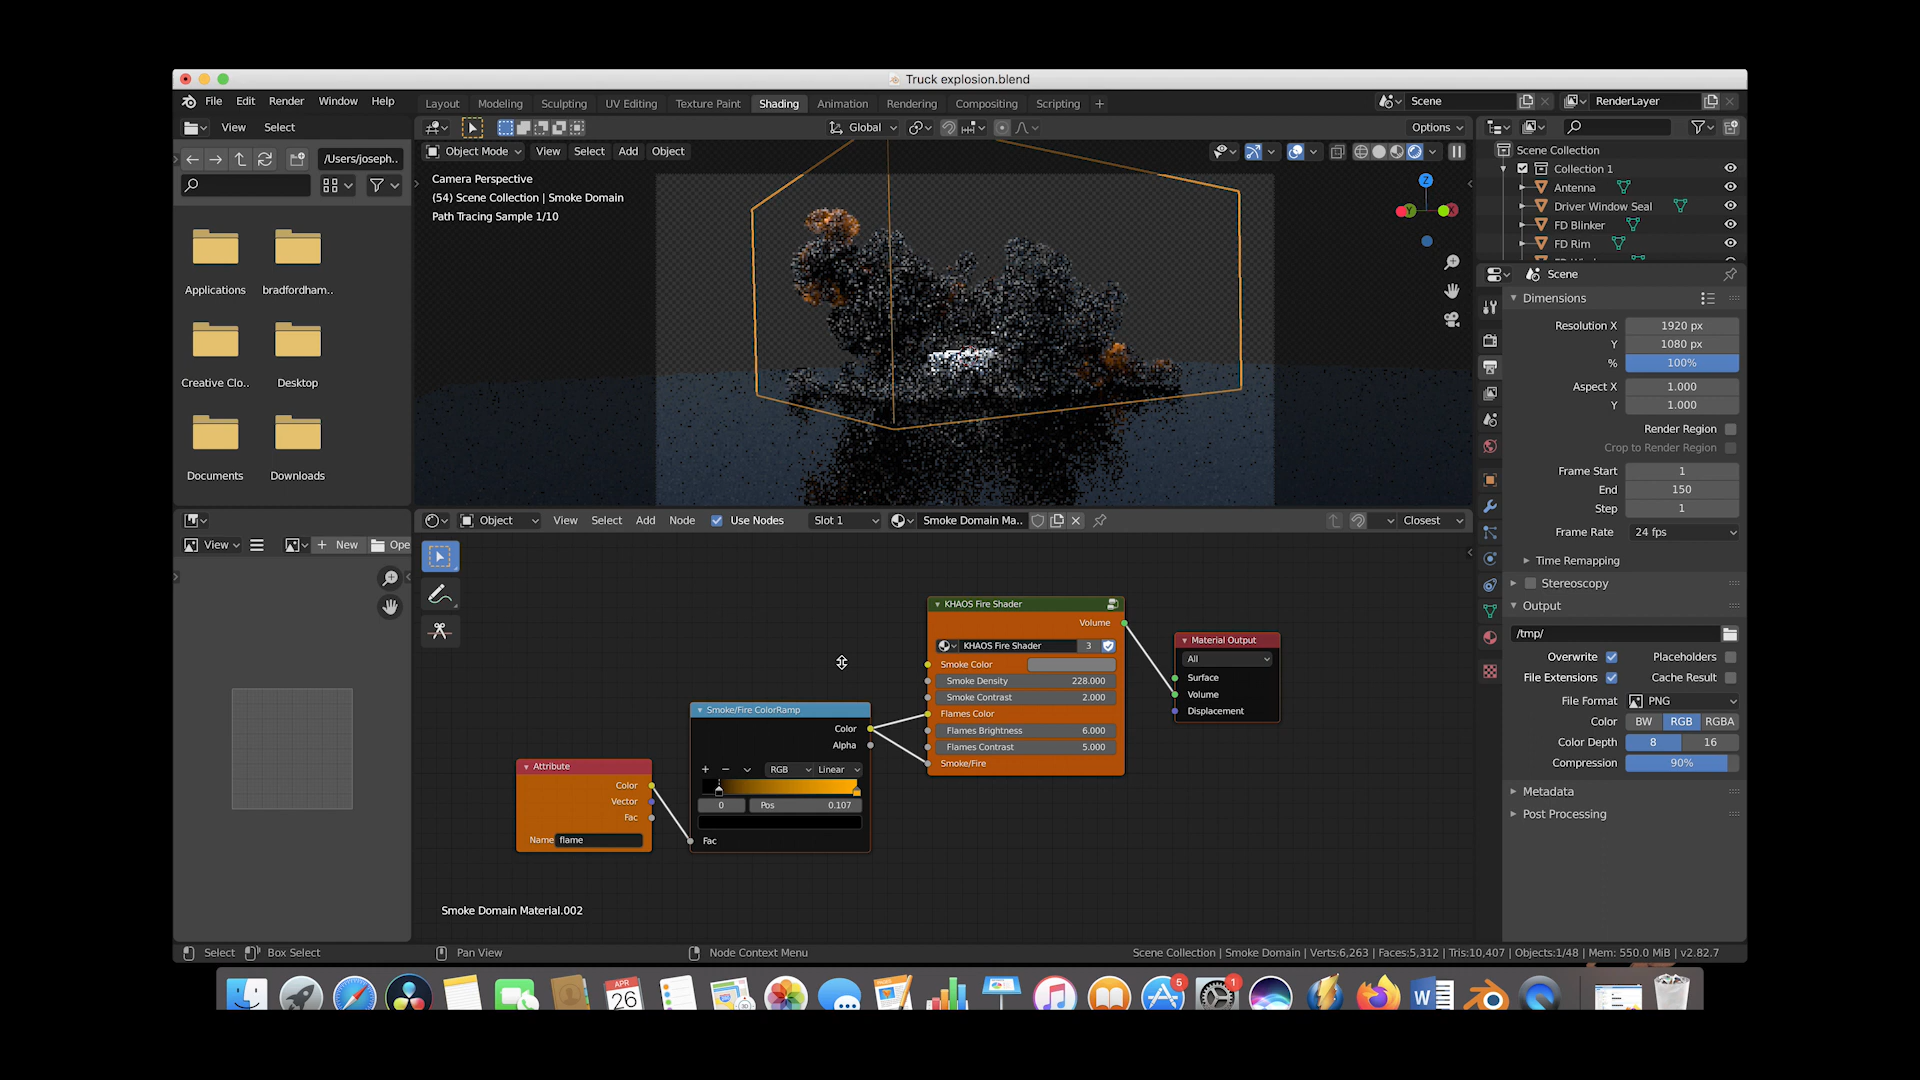 Truck explosion.blend
File Edit Render Window Help
Layout Modeling Sculpting UV Editing Texture Paint Shading Animation Rendering Compositing Scripting +
Scene
RenderLayer
View Select
Global
Options
/Users/joseph..
Object Mode View Select Add Object
Camera Perspective
(54) Scene Collection | Smoke Domain
Path Tracing Sample 1/10
Z
Applications
bradfordham..
Creative Clo..
Desktop
Documents
Downloads
Scene Collection
Collection 1
Antenna
Driver Window Seal
FD Blinker
FD Rim
Scene
Dimensions
Resolution X 1920 px
Y 1080 px
% 100%
Aspect X 1.000
Y 1.000
Render Region
Crop to Render Region
Frame Start 1
End 150
Step 1
Frame Rate 24 fps
Time Remapping
Stereoscopy
Output
/tmp/
Overwrite Placeholders
File Extensions Cache Result
File Format PNG
Color BW RGB RGBA
Color Depth 8 16
Compression 90%
Metadata
Post Processing
Object View Select Add Node Use Nodes Slot 1 Smoke Domain Ma.. Closest
View + New Ope
KHAOS Fire Shader
Volume
KHAOS Fire Shader 3
Smoke Color
Smoke Density 228.000
Smoke Contrast 2.000
Flames Color
Flames Brightness 6.000
Flames Contrast 5.000
Smoke/Fire
Material Output
All
Surface
Volume
Displacement
Smoke/Fire ColorRamp
Color
Alpha
+ − RGB Linear
0 Pos 0.107
Fac
Attribute
Color
Vector
Fac
Name flame
Smoke Domain Material.002
Select Box Select Pan View Node Context Menu
Scene Collection | Smoke Domain | Verts:6,263 | Faces:5,312 | Tris:10,407 | Objects:1/48 | Mem: 550.0 MiB | v2.82.7
APR
26
5
1
W